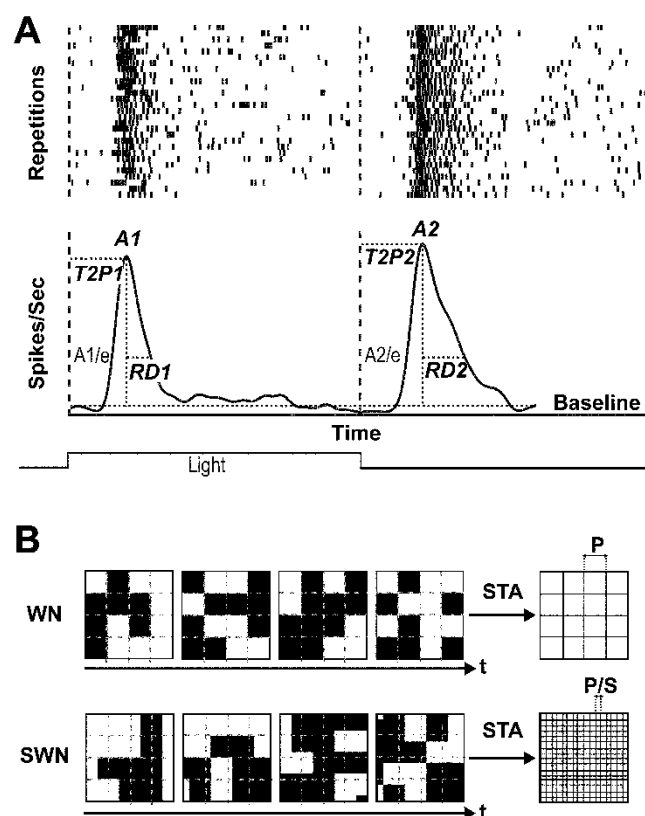 A
Repetitions
A1
A2
T2P1
T2P2
Spikes/Sec
A1/e
RD1
A2/e
RD2
Baseline
Time
Light
B
P
WN
STA
t
P/S
SWN
STA
t